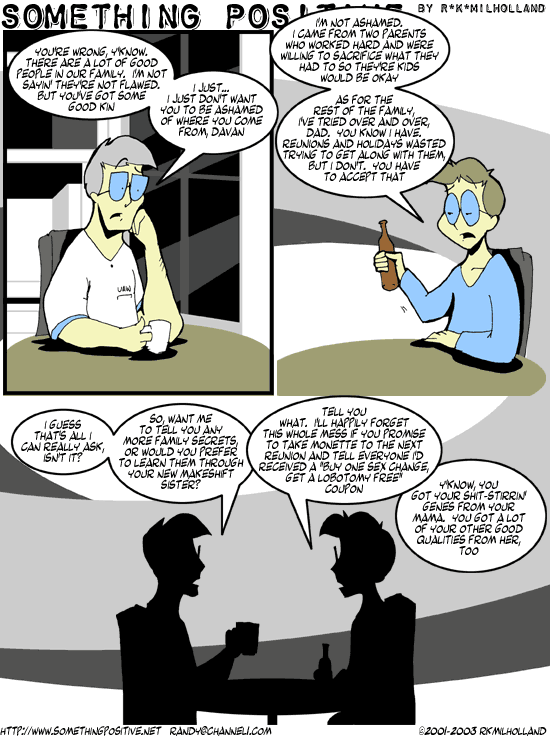 SOMETHING POSITIVE BY R*K*MILHOLLAND
YOU'RE WRONG, Y'KNOW.
THERE ARE A LOT OF GOOD
PEOPLE IN OUR FAMILY. I'M NOT
SAYIN' THEY'RE NOT FLAWED.
BUT YOU'VE GOT SOME
GOOD KIN
I JUST...
I JUST DON'T WANT
YOU TO BE ASHAMED
OF WHERE YOU COME
FROM, DAVAN
I'M NOT ASHAMED.
I CAME FROM TWO PARENTS
WHO WORKED HARD AND WERE
WILLING TO SACRIFICE WHAT THEY
HAD TO SO THEY'RE KIDS
WOULD BE OKAY
AS FOR THE
REST OF THE FAMILY,
I'VE TRIED OVER AND OVER,
DAD. YOU KNOW I HAVE.
REUNIONS AND HOLIDAYS WASTED
TRYING TO GET ALONG WITH THEM,
BUT I DON'T. YOU HAVE
TO ACCEPT THAT
I GUESS
THAT'S ALL I
CAN REALLY ASK,
ISN'T IT?
SO, WANT ME
TO TELL YOU ANY
MORE FAMILY SECRETS,
OR WOULD YOU PREFER
TO LEARN THEM THROUGH
YOUR NEW MAKESHIFT
SISTER?
TELL YOU
WHAT. I'LL HAPPILY FORGET
THIS WHOLE MESS IF YOU PROMISE
TO TAKE MONETTE TO THE NEXT
REUNION AND TELL EVERYONE I'D
RECEIVED A "BUY ONE SEX CHANGE,
GET A LOBOTOMY FREE"
COUPON
Y'KNOW, YOU
GOT YOUR SHIT-STIRRIN'
GENES FROM YOUR
MAMA. YOU GOT A LOT
OF YOUR OTHER GOOD
QUALITIES FROM HER,
TOO
HTTP://WWW.SOMETHINGPOSITIVE.NET RANDY@CHANNEL1.COM ©2001-2003 RKMILHOLLAND